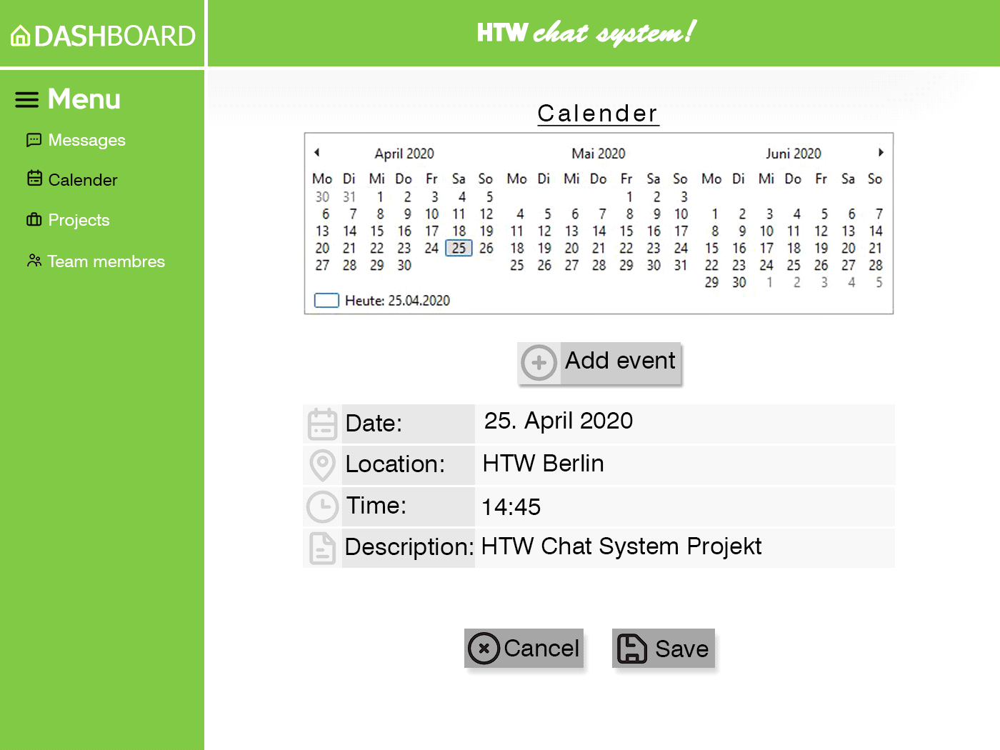 DASHBOARD
HTW chat system!
Menu
Messages
Calender
Projects
Team membres
Calender
April 2020 Mai 2020 Juni 2020
Mo Di Mi Do Fr Sa So Mo Di Mi Do Fr Sa So Mo Di Mi Do Fr Sa So
30 31 1 2 3 4 5 1 2 3
6 7 8 9 10 11 12 4 5 6 7 8 9 10 1 2 3 4 5 6 7
13 14 15 16 17 18 19 11 12 13 14 15 16 17 8 9 10 11 12 13 14
20 21 22 23 24 25 26 18 19 20 21 22 23 24 15 16 17 18 19 20 21
27 28 29 30 25 26 27 28 29 30 31 22 23 24 25 26 27 28
29 30 1 2 3 4 5
Heute: 25.04.2020
Add event
Date: 25. April 2020
Location: HTW Berlin
Time: 14:45
Description: HTW Chat System Projekt
Cancel Save